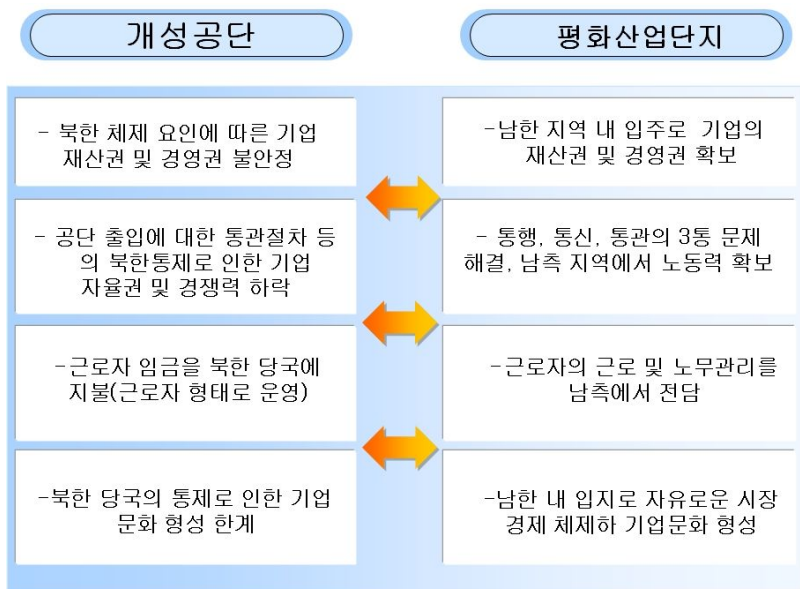 개성공단
평화산업단지
- 북한 체제 요인에 따른 기업
재산권 및 경영권 불안정
-남한 지역 내 입주로 기업의
재산권 및 경영권 확보
- 공단 출입에 대한 통관절차 등
의 북한통제로 인한 기업
자율권 및 경쟁력 하락
- 통행, 통신, 통관의 3통 문제
해결, 남측 지역에서 노동력 확보
-근로자 임금을 북한 당국에
지불(근로자 형태로 운영)
-근로자의 근로 및 노무관리를
남측에서 전담
-북한 당국의 통제로 인한 기업
문화 형성 한계
-남한 내 입지로 자유로운 시장
경제 체제하 기업문화 형성